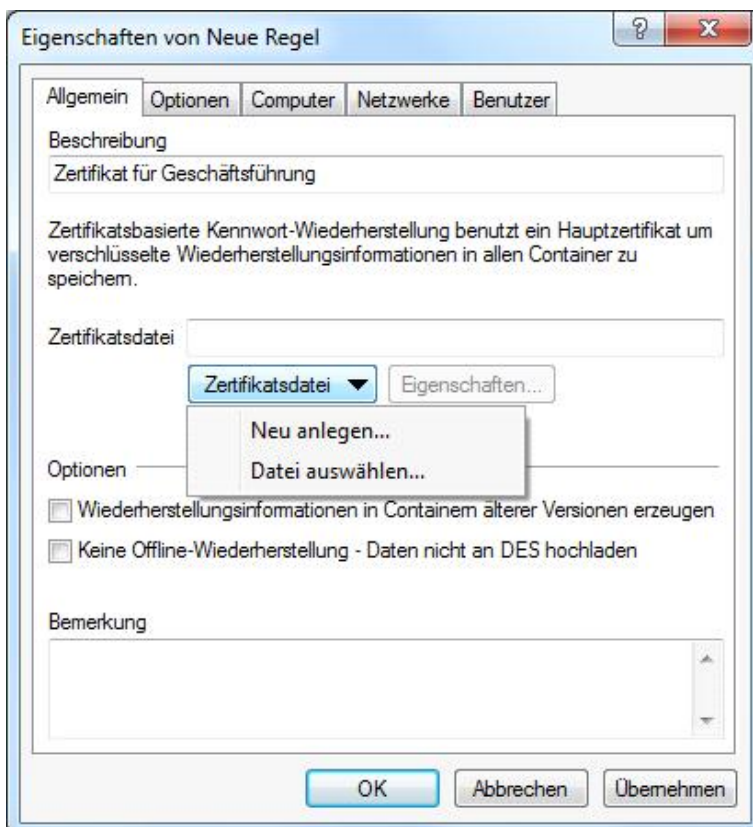 Eigenschaften von Neue Regel
?
X
Allgemein
Optionen
Computer
Netzwerke
Benutzer
Beschreibung
Zertifikat für Geschäftsführung
Zertifikatsbasierte Kennwort-Wiederherstellung benutzt ein Hauptzertifikat um
verschlüsselte Wiederherstellungsinformationen in allen Container zu
speichern.
Zertifikatsdatei
Zertifikatsdatei
Eigenschaften...
Neu anlegen...
Datei auswählen...
Optionen
Wiederherstellungsinformationen in Containern älterer Versionen erzeugen
Keine Offline-Wiederherstellung - Daten nicht an DES hochladen
Bemerkung
OK
Abbrechen
Übernehmen